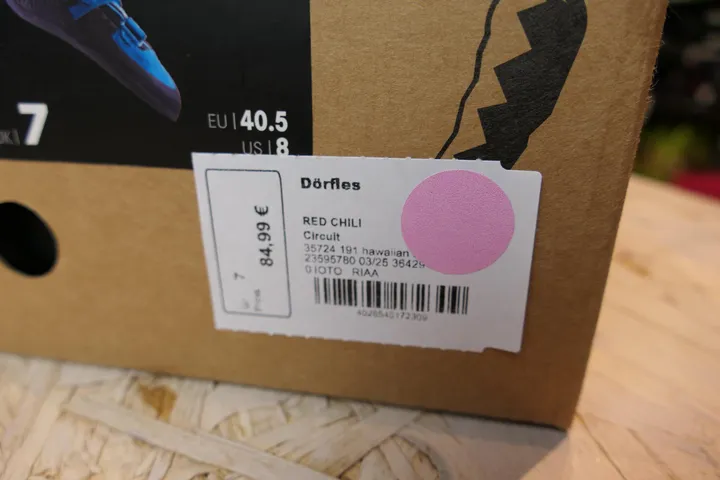 7
EU | 40.5
US | 8
Dörfles
RED CHILI
Circuit
35724 191 hawaiian
23595780 03/25 36429
0 IOTO RIAA
7
84,99 €